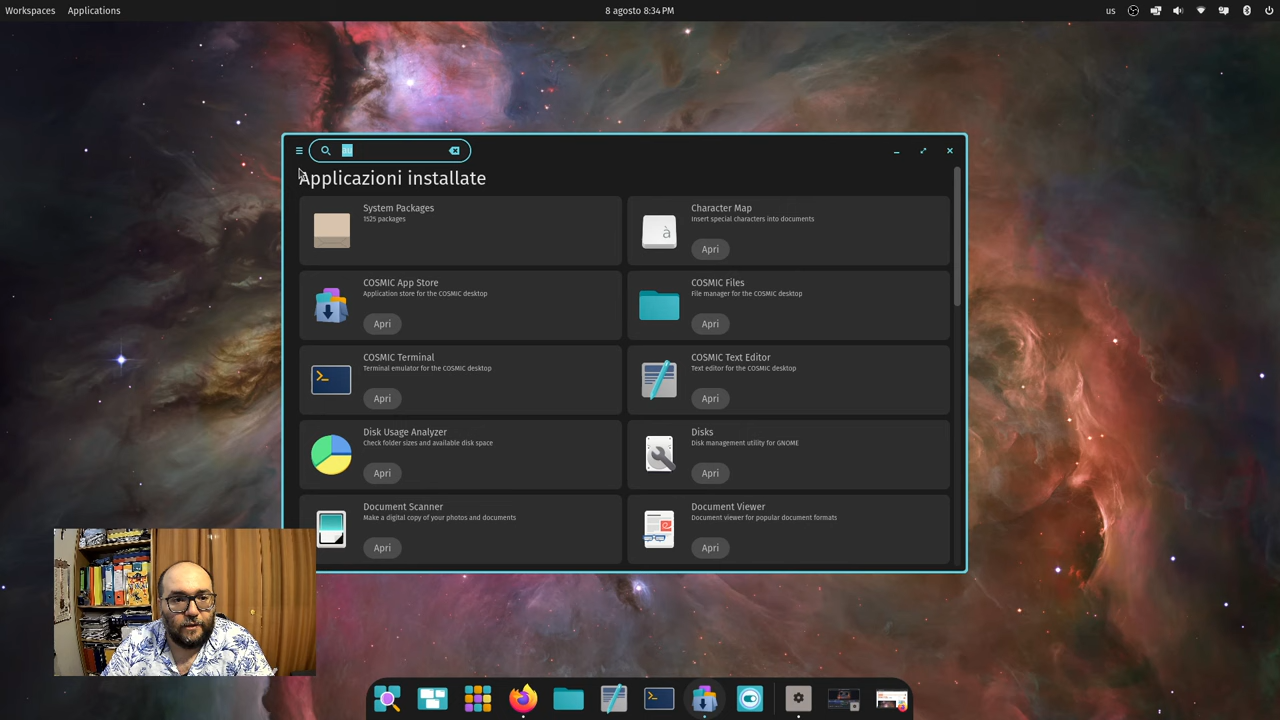 Workspaces Applications 8 agosto 8:34 PM us
Applicazioni installate
System Packages
1525 packages
Character Map
Insert special characters into documents
Apri
COSMIC App Store
Application store for the COSMIC desktop
Apri
COSMIC Files
File manager for the COSMIC desktop
Apri
COSMIC Terminal
Terminal emulator for the COSMIC desktop
Apri
COSMIC Text Editor
Text editor for the COSMIC desktop
Apri
Disk Usage Analyzer
Check folder sizes and available disk space
Apri
Disks
Disk management utility for GNOME
Apri
Document Scanner
Make a digital copy of your photos and documents
Apri
Document Viewer
Document viewer for popular document formats
Apri